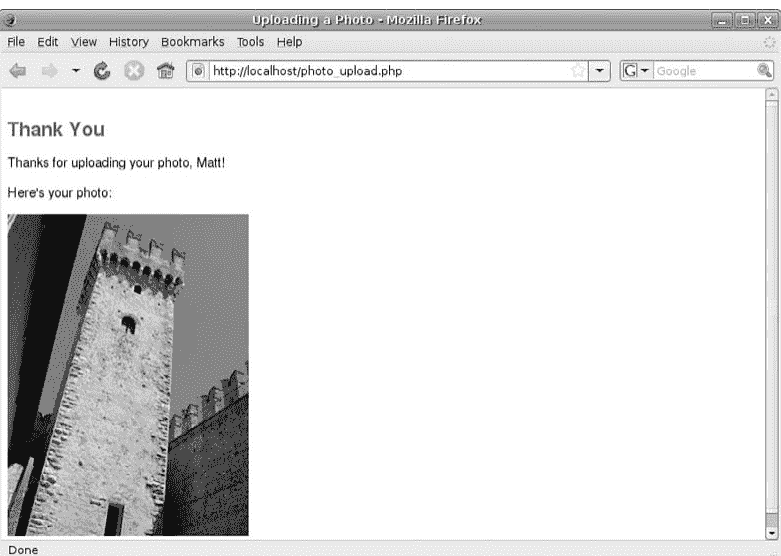 Uploading a Photo - Mozilla Firefox
File Edit View History Bookmarks Tools Help
http://localhost/photo_upload.php
G Google
Thank You
Thanks for uploading your photo, Matt!
Here's your photo:
Done